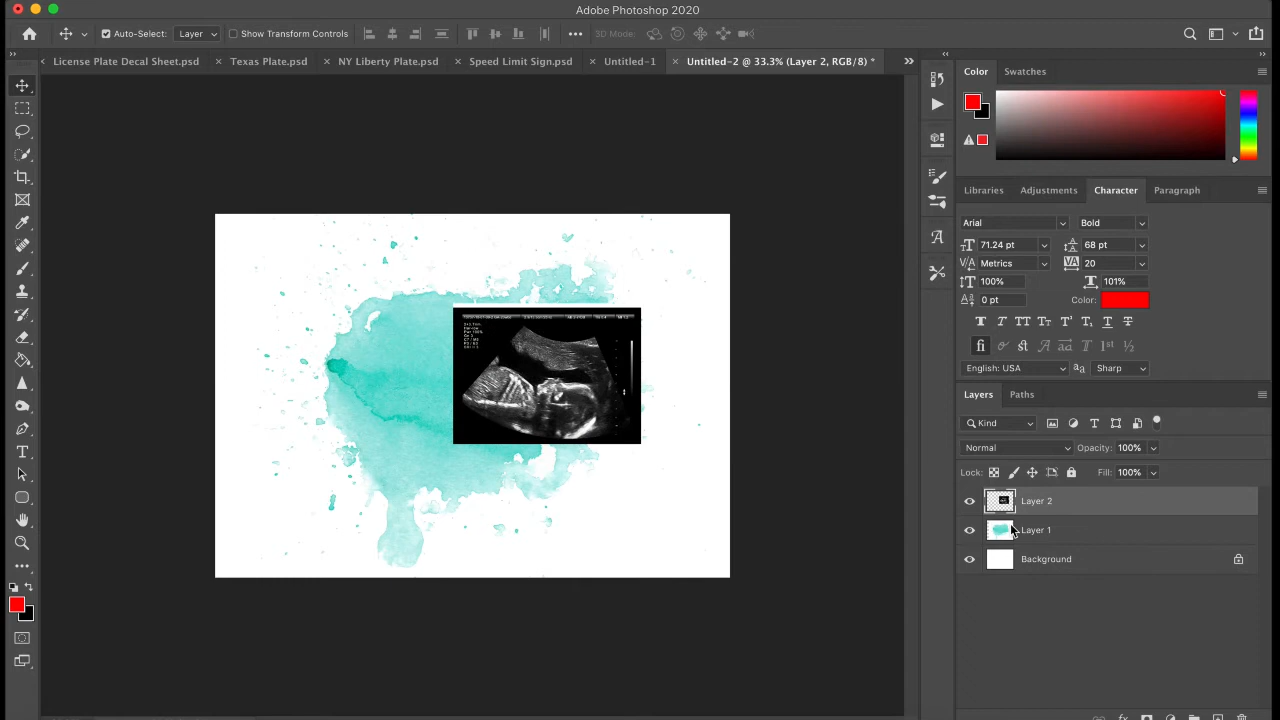 Adobe Photoshop 2020
Auto-Select: Layer Show Transform Controls 3D Mode:
License Plate Decal Sheet.psd Texas Plate.psd NY Liberty Plate.psd Speed Limit Sign.psd Untitled-1 Untitled-2 @ 33.3% (Layer 2, RGB/8) *
Color Swatches
Libraries Adjustments Character Paragraph
Arial Bold
71.24 pt 68 pt
Metrics 20
100% 101%
0 pt Color:
English: USA Sharp
Layers Paths
Kind
Normal Opacity: 100%
Lock: Fill: 100%
Layer 2
Layer 1
Background